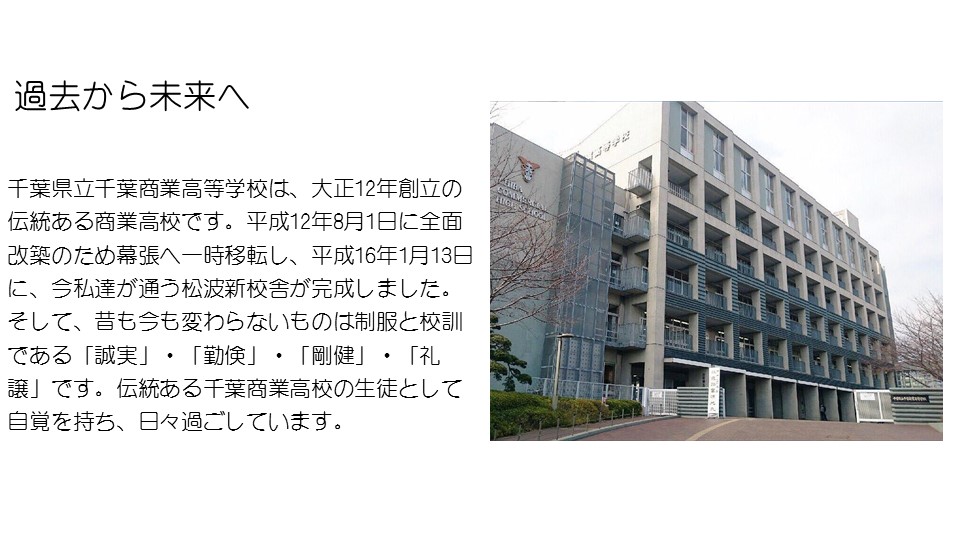 過去から未来へ
千葉県立千葉商業高等学校は、大正12年創立の
伝統ある商業高校です。平成12年8月1日に全面
改築のため幕張へ一時移転し、平成16年1月13日
に、今私達が通う松波新校舎が完成しました。
そして、昔も今も変わらないものは制服と校訓
である「誠実」・「勤倹」・「剛健」・「礼
譲」です。伝統ある千葉商業高校の生徒として
自覚を持ち、日々過ごしています。
高等学校
CHIBA
COMMERCIAL
HIGH SCHOOL